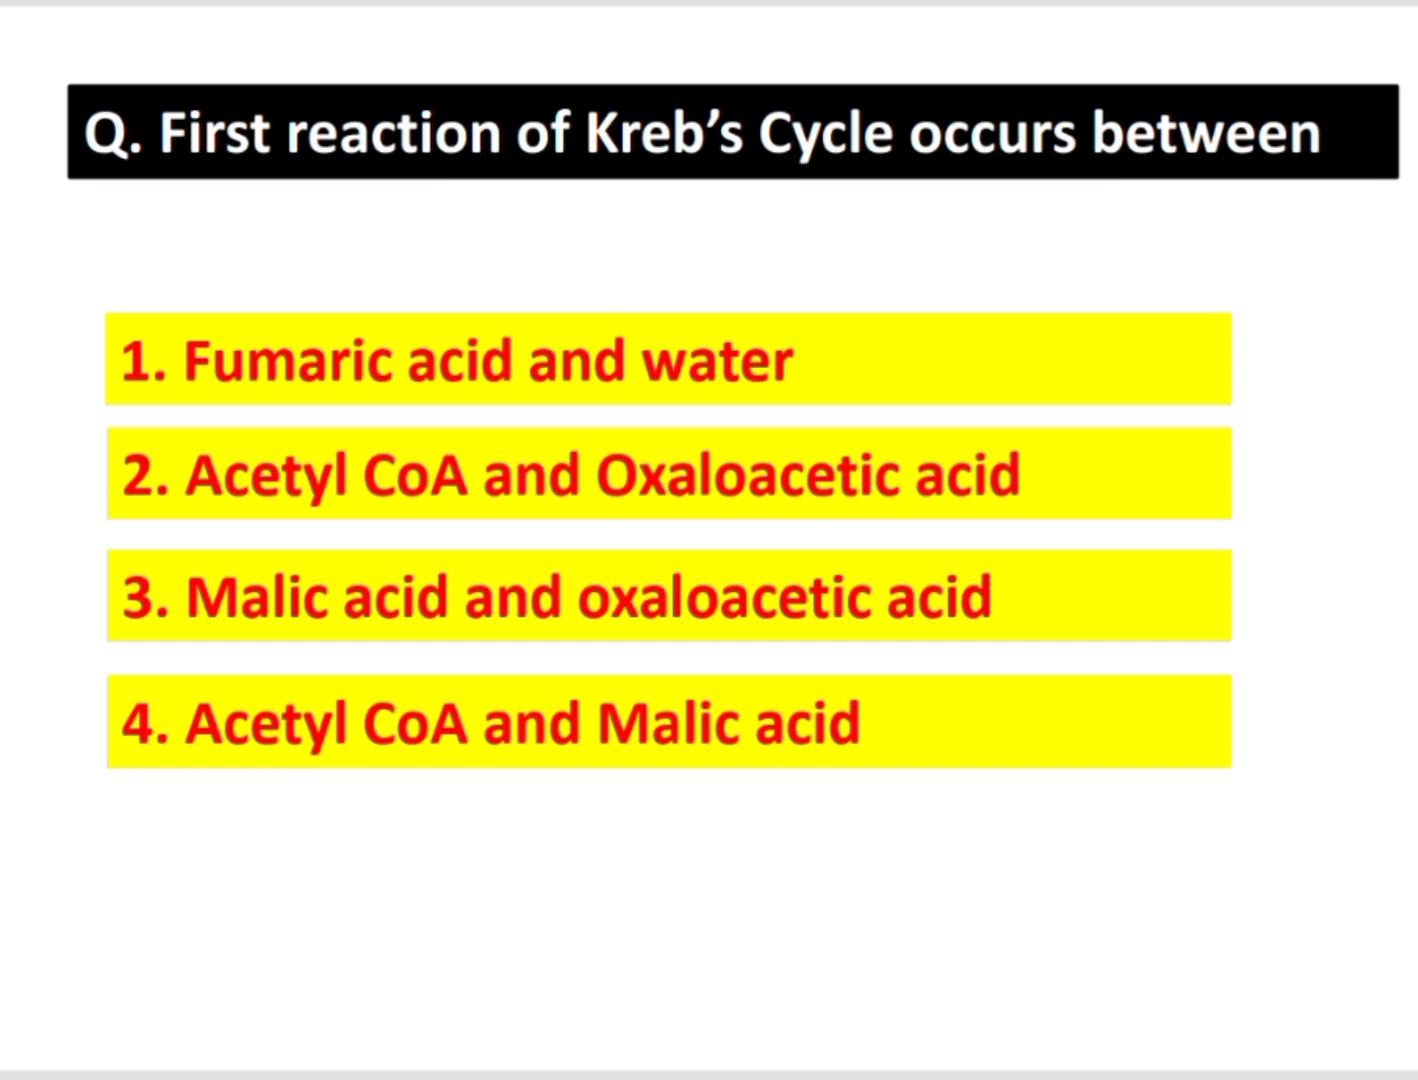 Q. First reaction of Kreb’s Cycle occurs between
1. Fumaric acid and water
2. Acetyl CoA and Oxaloacetic acid
3. Malic acid and oxaloacetic acid
4. Acetyl CoA and Malic acid